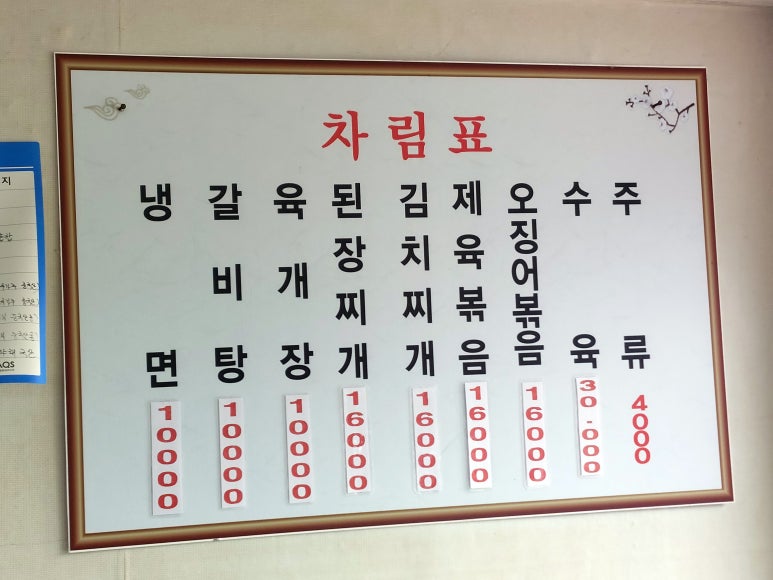 차림표
냉면 10000
갈비탕 10000
육개장 10000
된장찌개 16000
김치찌개 16000
제육볶음 16000
오징어볶음 16000
수육 30.000
주류 4000
지
AQS